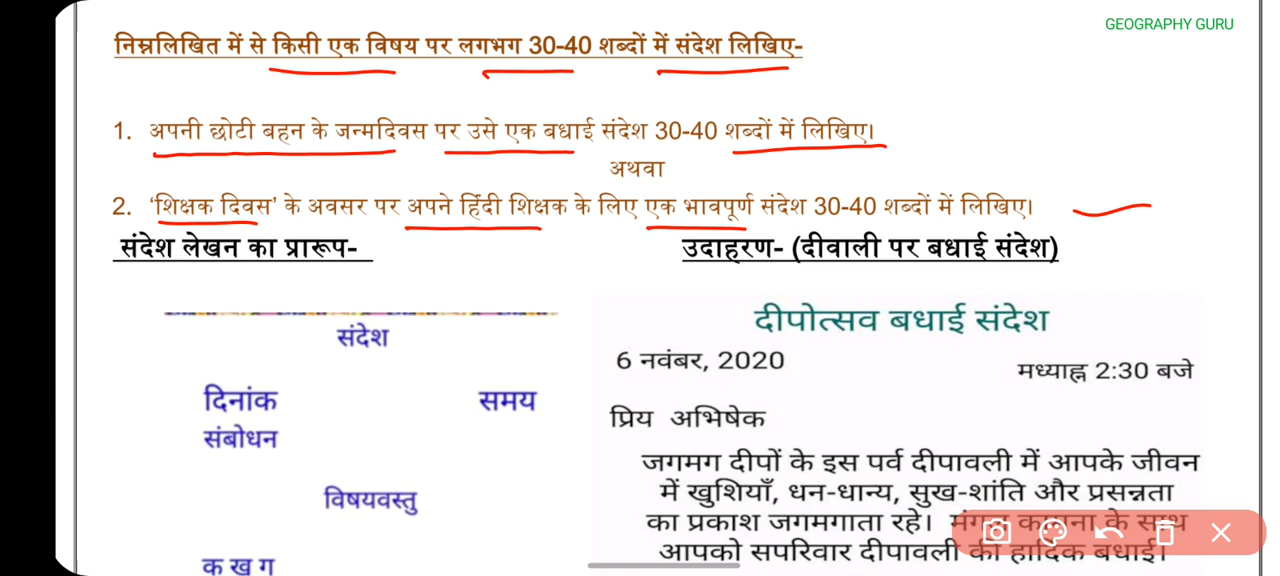 GEOGRAPHY GURU
निम्नलिखित में से किसी एक विषय पर लगभग 30-40 शब्दों में संदेश लिखिए-
1. अपनी छोटी बहन के जन्मदिवस पर उसे एक बधाई संदेश 30-40 शब्दों में लिखिए।
अथवा
2. 'शिक्षक दिवस' के अवसर पर अपने हिंदी शिक्षक के लिए एक भावपूर्ण संदेश 30-40 शब्दों में लिखिए।
संदेश लेखन का प्रारूप-
संदेश
दिनांक समय
संबोधन
विषयवस्तु
क ख ग
उदाहरण- (दीवाली पर बधाई संदेश)
दीपोत्सव बधाई संदेश
6 नवंबर, 2020 मध्याह्न 2:30 बजे
प्रिय अभिषेक
जगमग दीपों के इस पर्व दीपावली में आपके जीवन
में खुशियाँ, धन-धान्य, सुख-शांति और प्रसन्नता
का प्रकाश जगमगाता रहे। मंगल कामना के साथ
आपको सपरिवार दीपावली की हार्दिक बधाई।